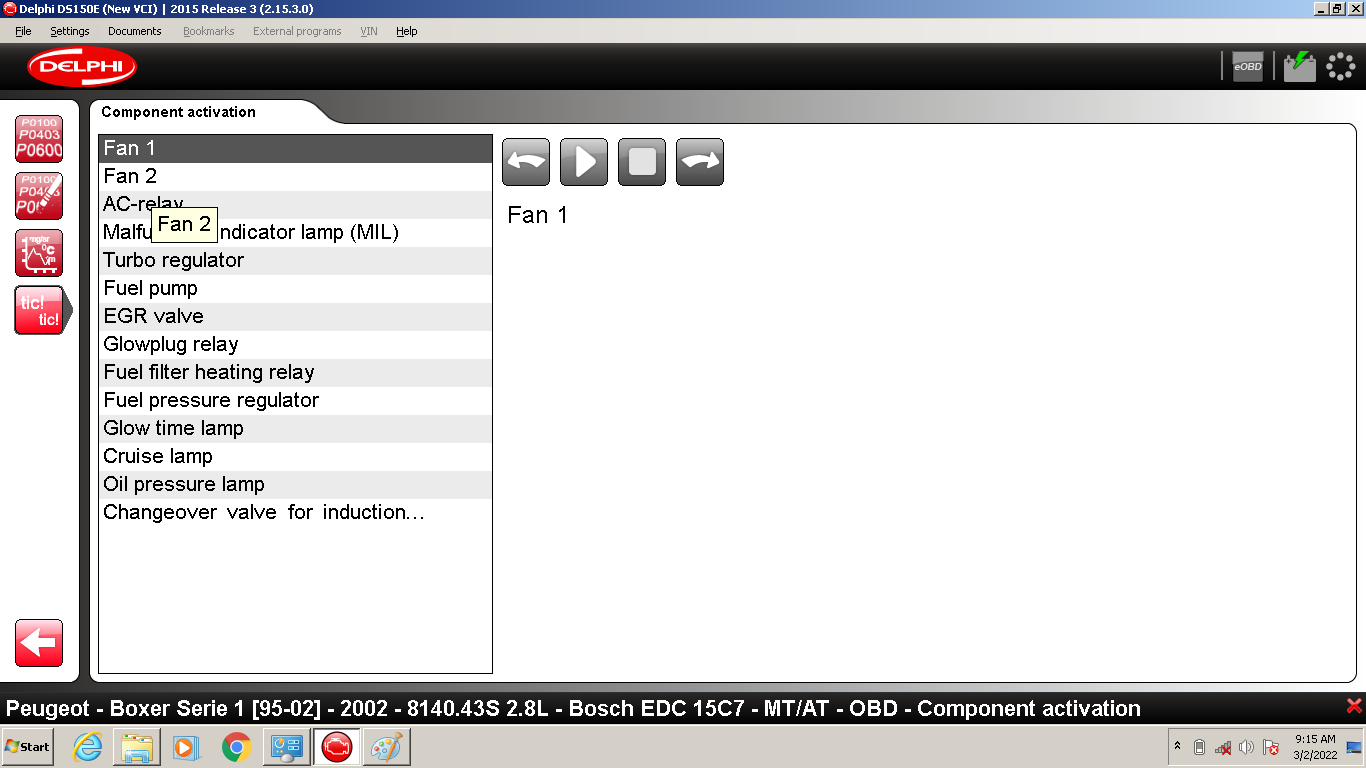 Delphi DS150E (New VCI) | 2015 Release 3 (2.15.3.0)
File Settings Documents Bookmarks External programs VIN Help
DELPHI
eOBD
Component activation
P0100
P0403
P0600
P0100
mg/sr
°C
tic!
tic!
Fan 1
Fan 2
AC-relay
Fan 2
ndicator lamp (MIL)
Turbo regulator
Fuel pump
EGR valve
Glowplug relay
Fuel filter heating relay
Fuel pressure regulator
Glow time lamp
Cruise lamp
Oil pressure lamp
Changeover valve for induction...
Fan 1
Peugeot - Boxer Serie 1 [95-02] - 2002 - 8140.43S 2.8L - Bosch EDC 15C7 - MT/AT - OBD - Component activation
Start
9:15 AM
3/2/2022